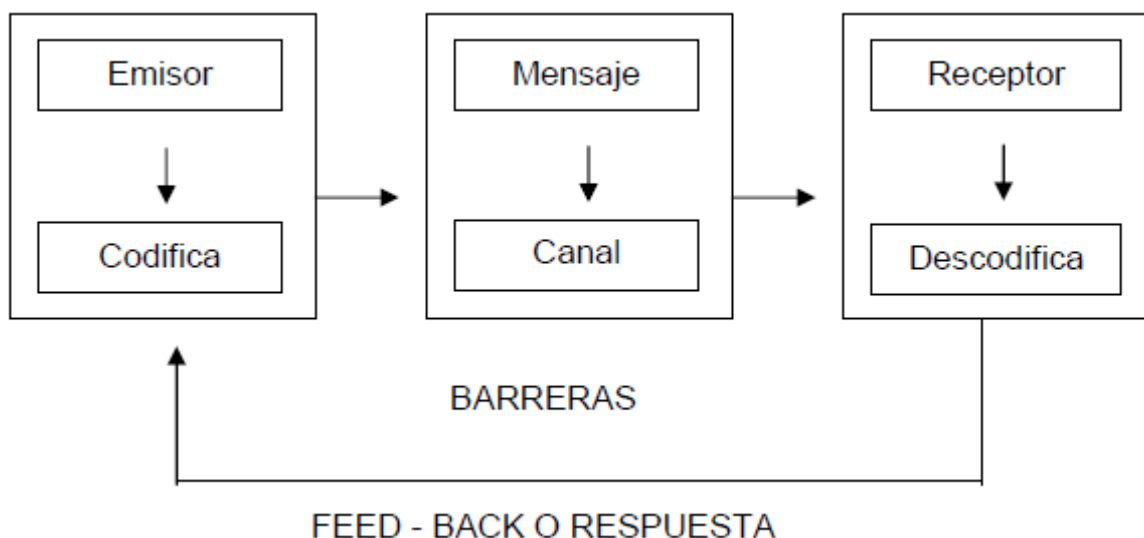 Emisor
Codifica
Mensaje
Canal
Receptor
Descodifica
BARRERAS
FEED - BACK O RESPUESTA